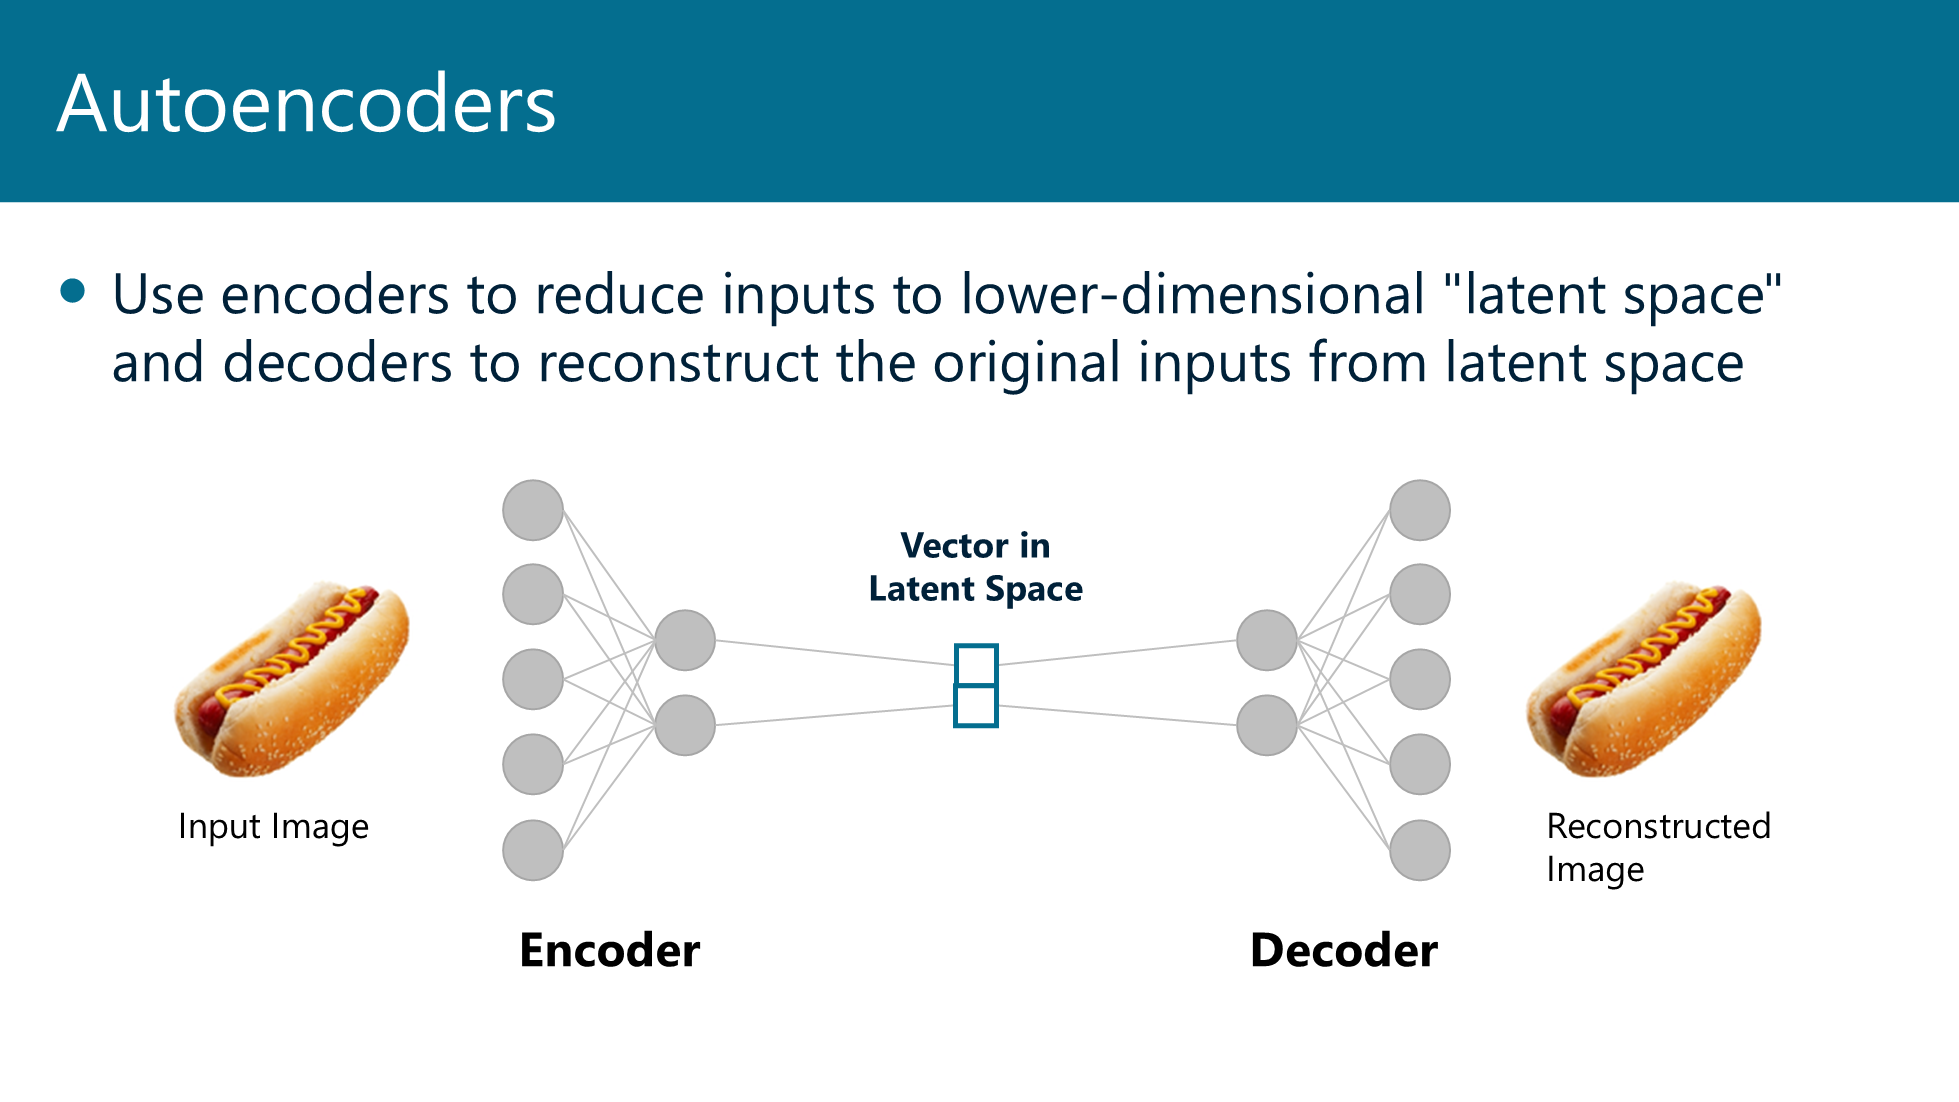 Autoencoders
Use encoders to reduce inputs to lower-dimensional "latent space"
and decoders to reconstruct the original inputs from latent space
Vector in
Latent Space
Input Image
Reconstructed
Image
Encoder
Decoder